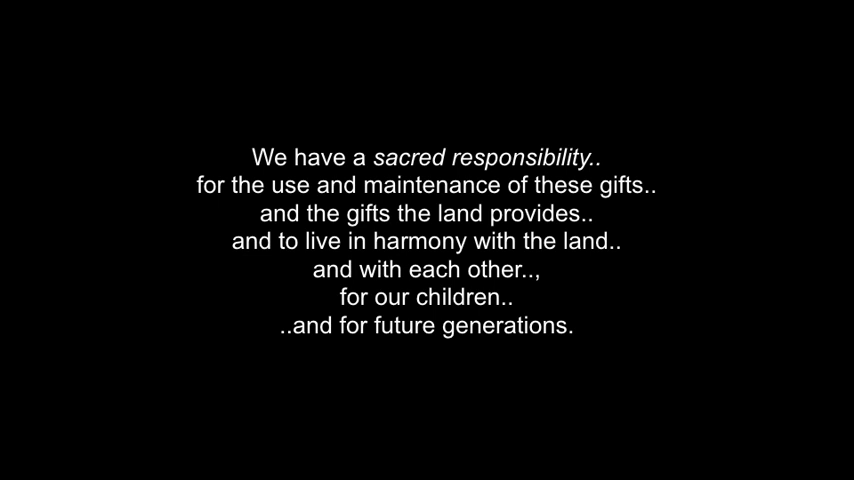 We have a sacred responsibility..
for the use and maintenance of these gifts..
and the gifts the land provides..
and to live in harmony with the land..
and with each other..,
for our children..
..and for future generations.